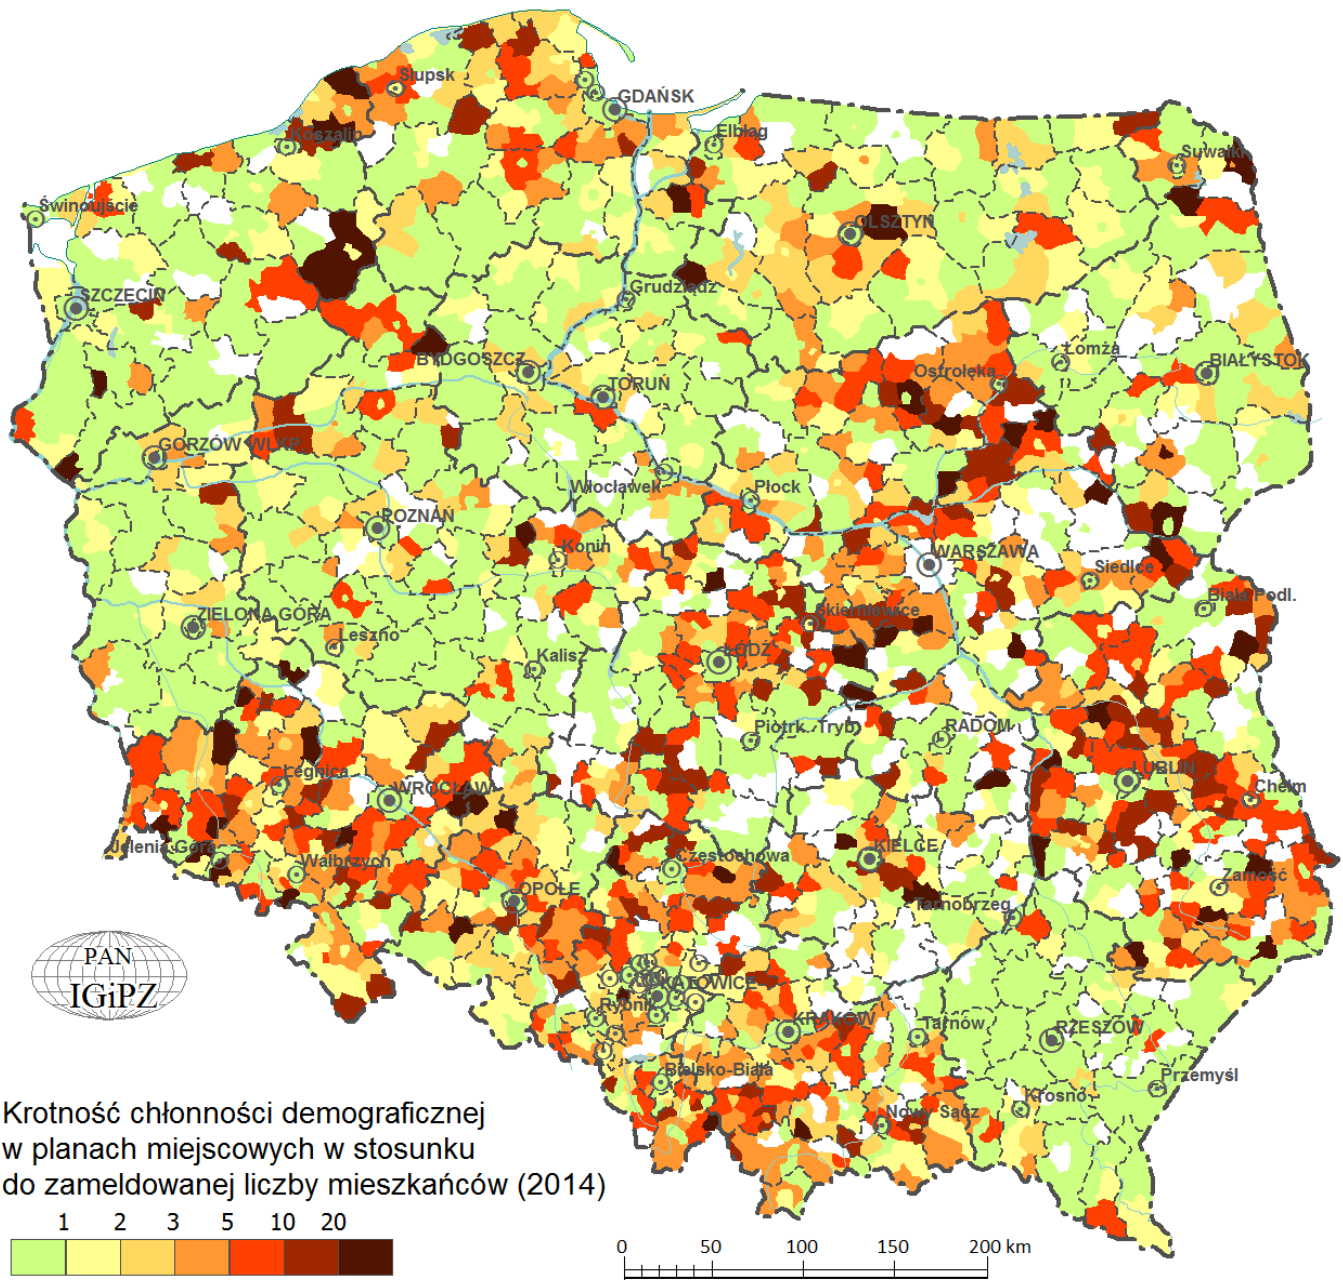 Słupsk
GDAŃSK
Koszalin
Elbląg
Suwałki
Świnoujście
OLSZTYN
SZCZECIN
Grudziądz
Łomża
BYDGOSZCZ
Ostrołęka
BIAŁYSTOK
TORUŃ
GORZÓW WLKP.
Włocławek
Płock
POZNAŃ
Konin
WARSZAWA
Siedlce
Biała Podl.
ZIELONA GÓRA
Skierniewice
Leszno
ŁÓDŹ
Kalisz
Piotrk. Tryb.
RADOM
Legnica
LUBLIN
WROCŁAW
Chełm
Jelenia Góra
Wałbrzych
Częstochowa
KIELCE
Zamość
OPOLE
Tarnobrzeg
PAN
IGiPZ
KATOWICE
Rybnik
KRAKÓW
Tarnów
RZESZÓW
Bielsko-Biała
Przemyśl
Krosno
Nowy Sącz
Krotność chłonności demograficznej
w planach miejscowych w stosunku
do zameldowanej liczby mieszkańców (2014)
1 2 3 5 10 20
0 50 100 150 200 km